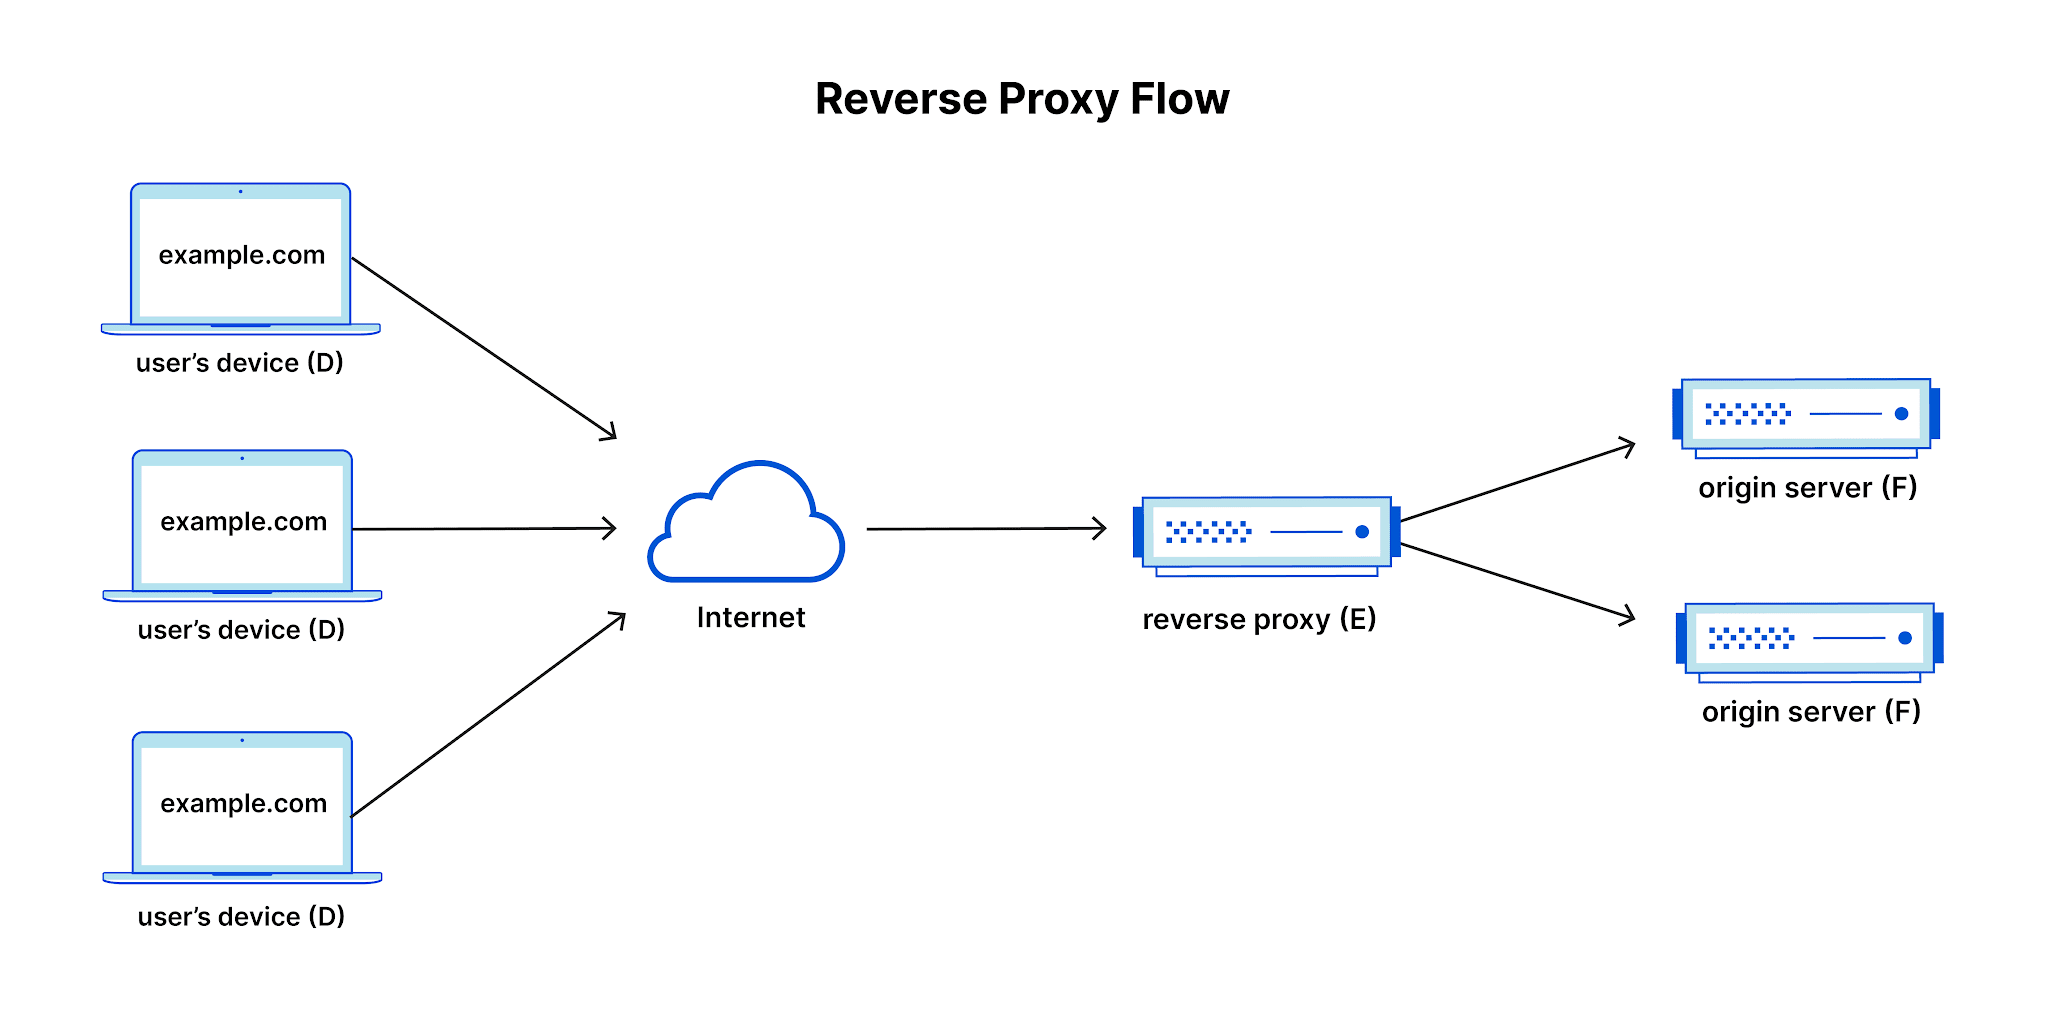 Reverse Proxy Flow
example.com
user’s device (D)
example.com
user’s device (D)
example.com
user’s device (D)
Internet
reverse proxy (E)
origin server (F)
origin server (F)